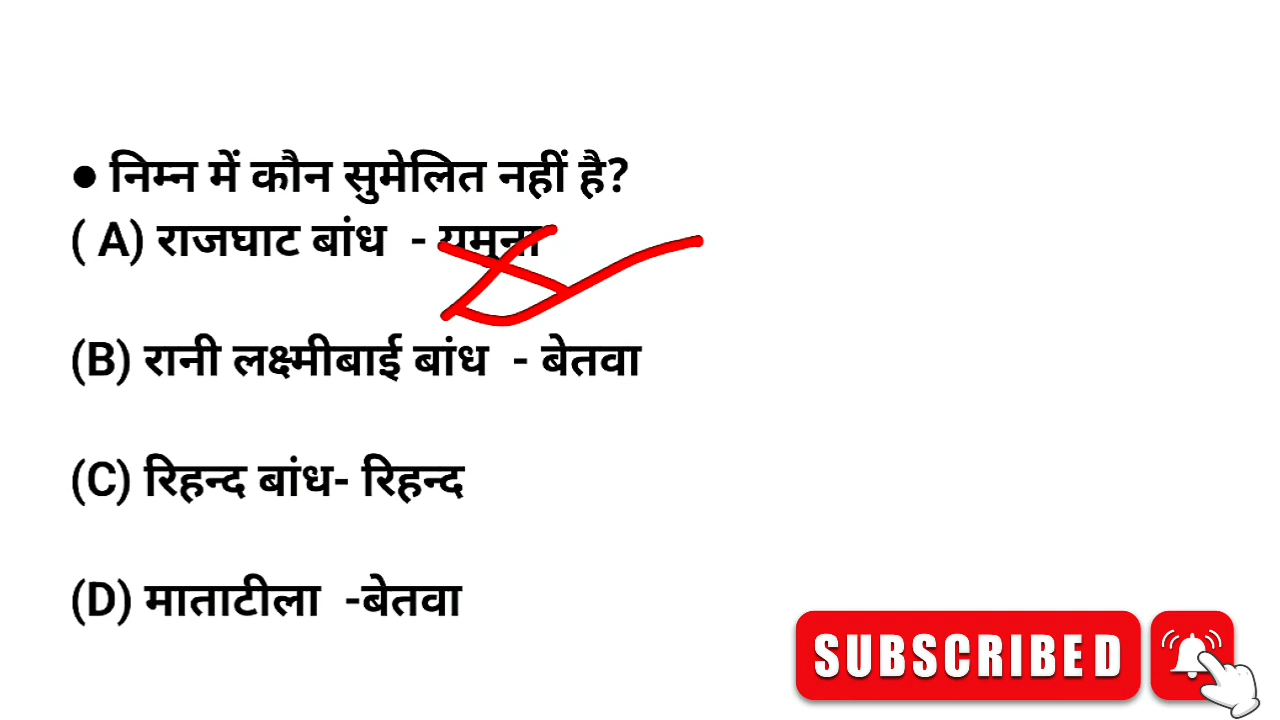 ● निम्न में कौन सुमेलित नहीं है?
( A) राजघाट बांध - यमुना
(B) रानी लक्ष्मीबाई बांध - बेतवा
(C) रिहन्द बांध- रिहन्द
(D) माताटीला -बेतवा
SUBSCRIBED